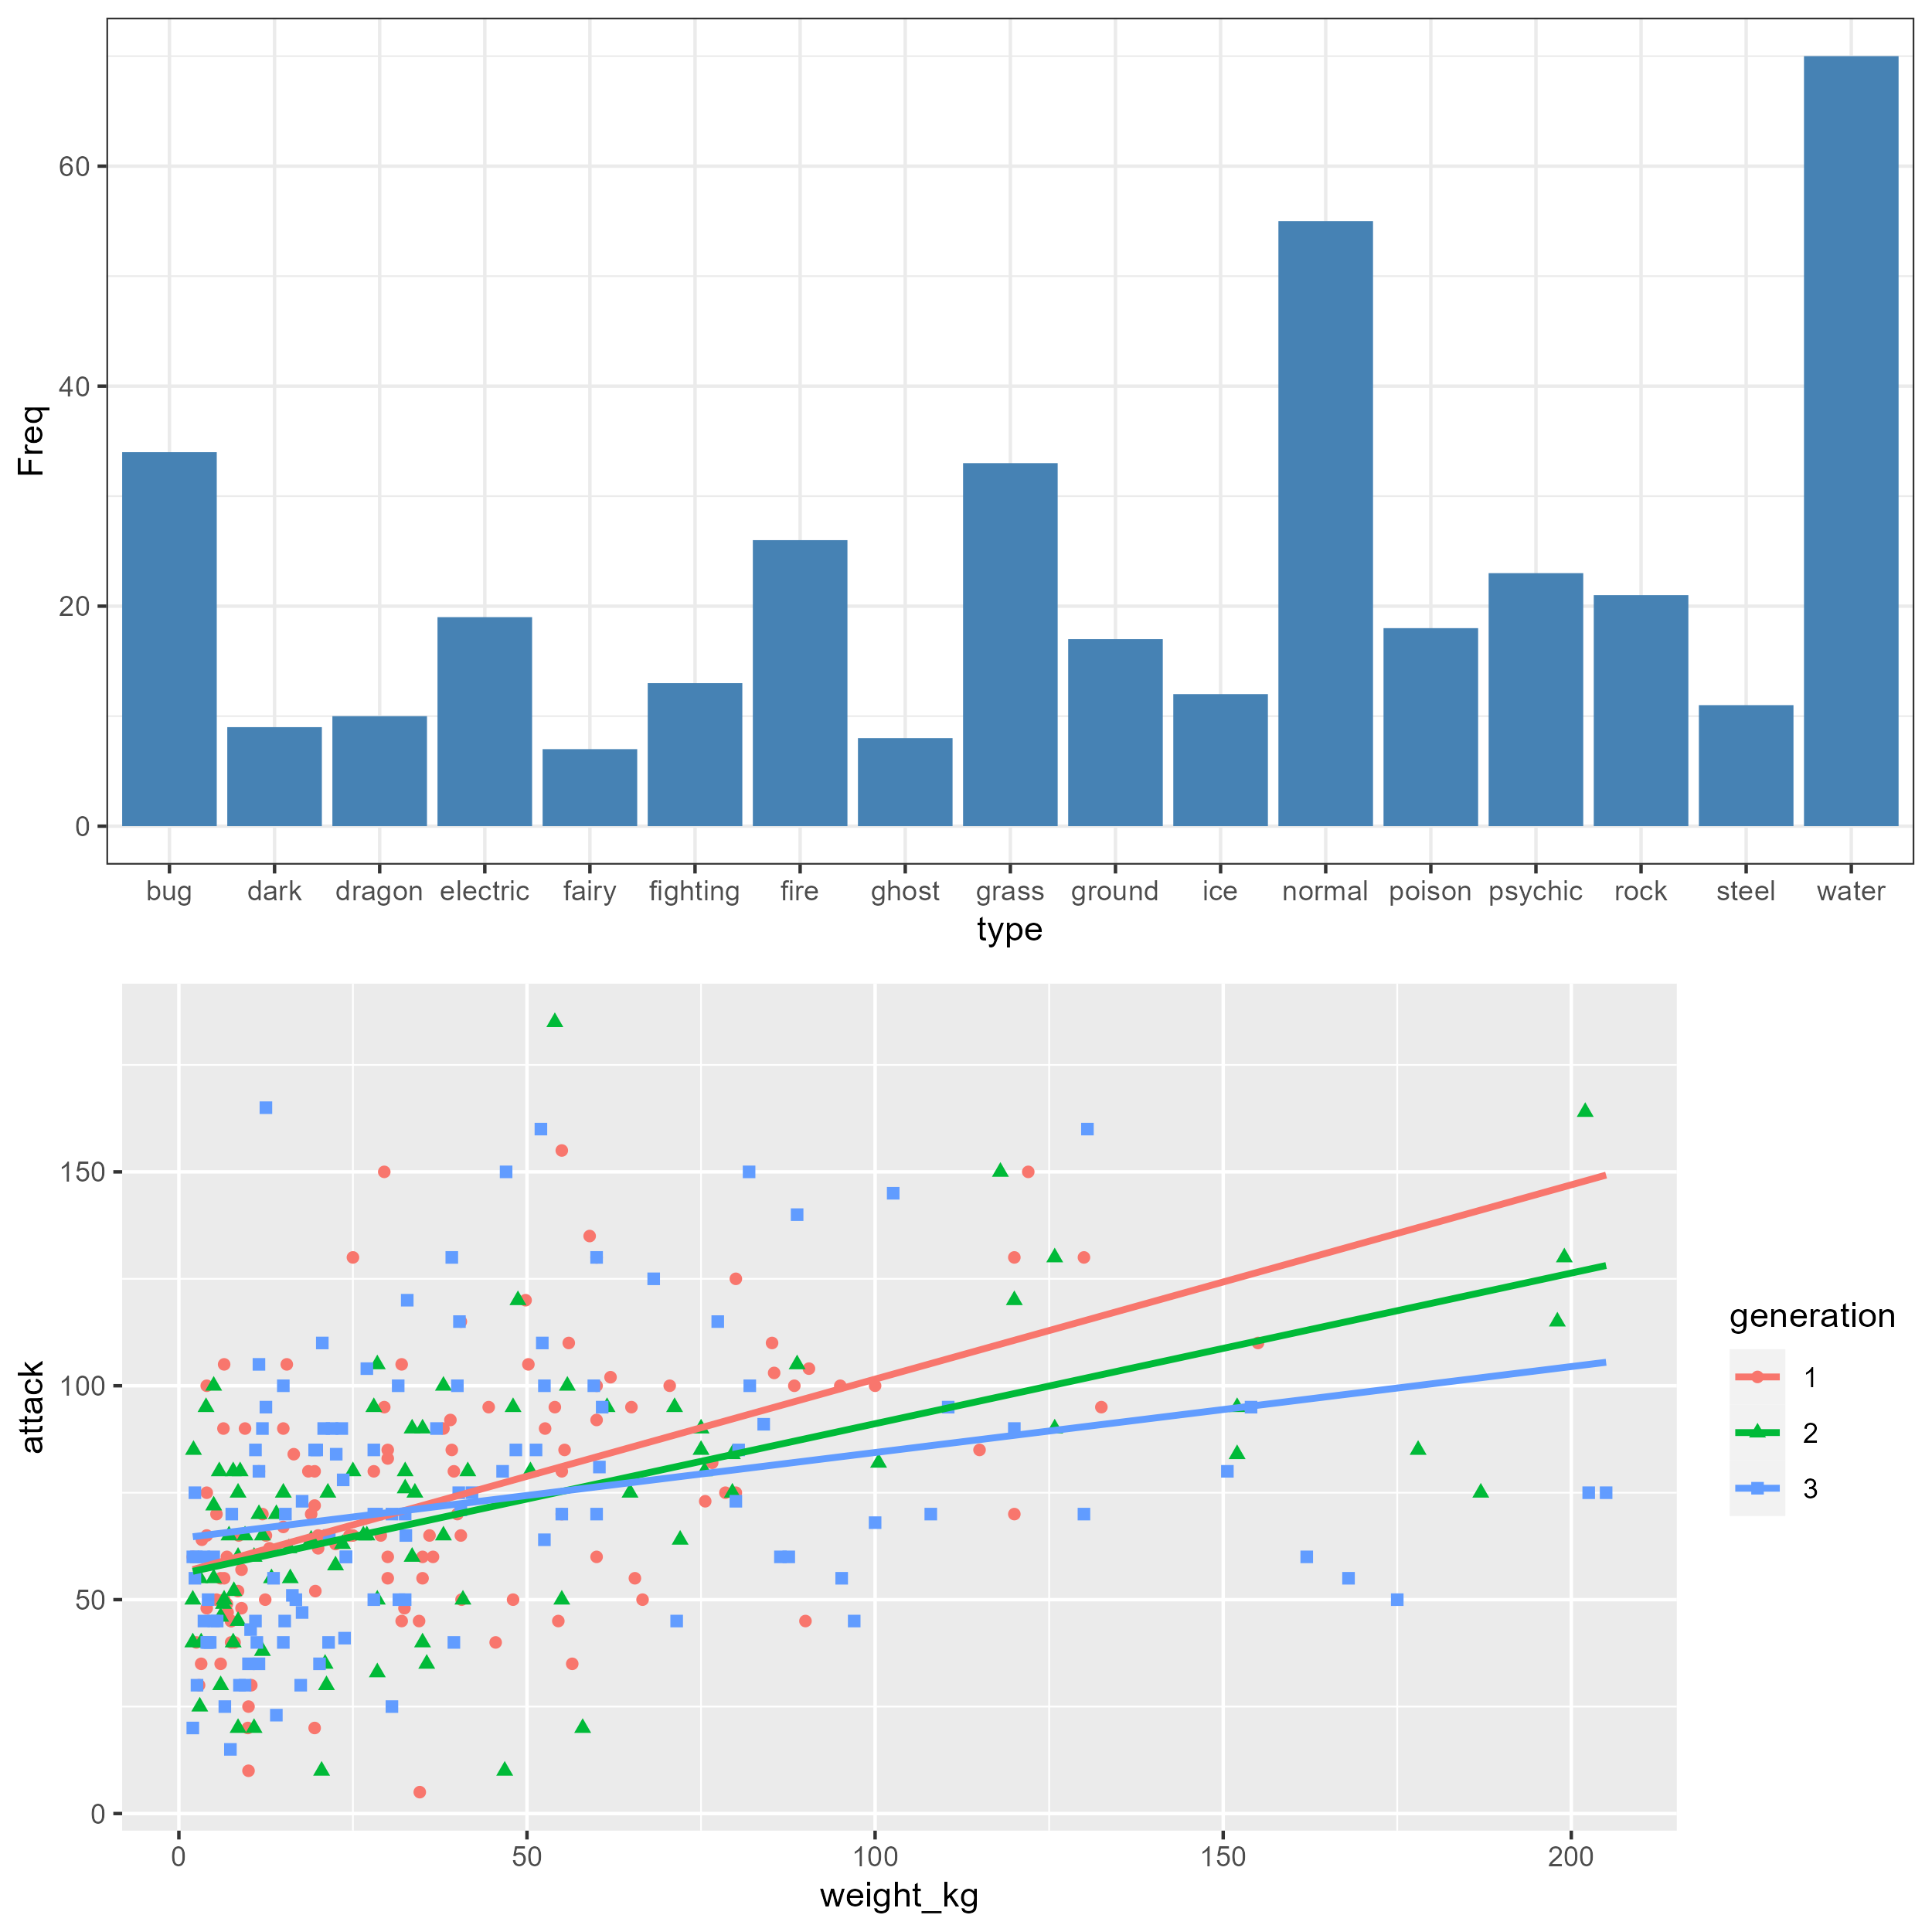 60
40
20
0
Freq
bug dark dragon electric fairy fighting fire ghost grass ground ice normal poison psychic rock steel water
type
150
100
50
0
attack
0 50 100 150 200
weight_kg
generation
1
2
3